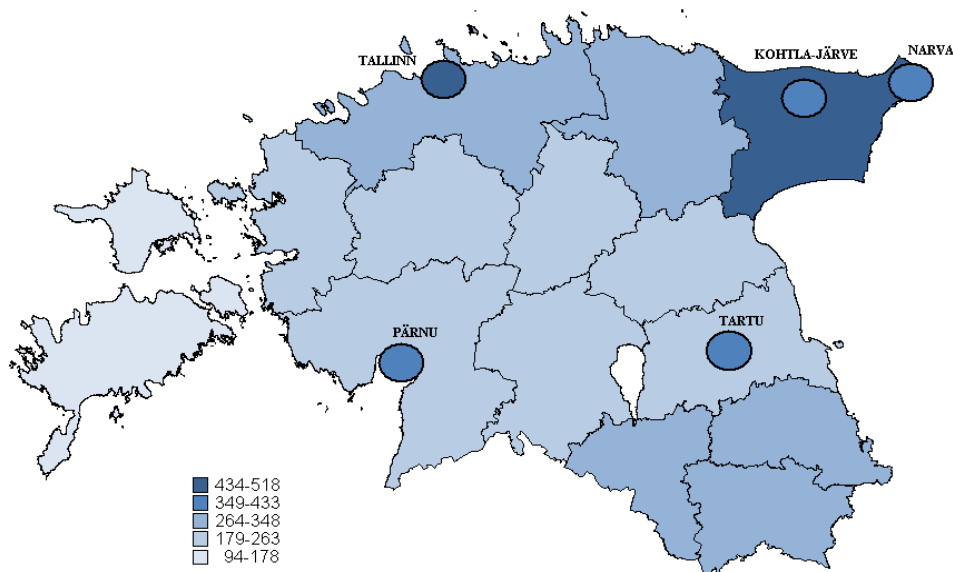 TALLINN
KOHTLA-JÄRVE
NARVA
PÄRNU
TARTU
434-518
349-433
264-348
179-263
94-178